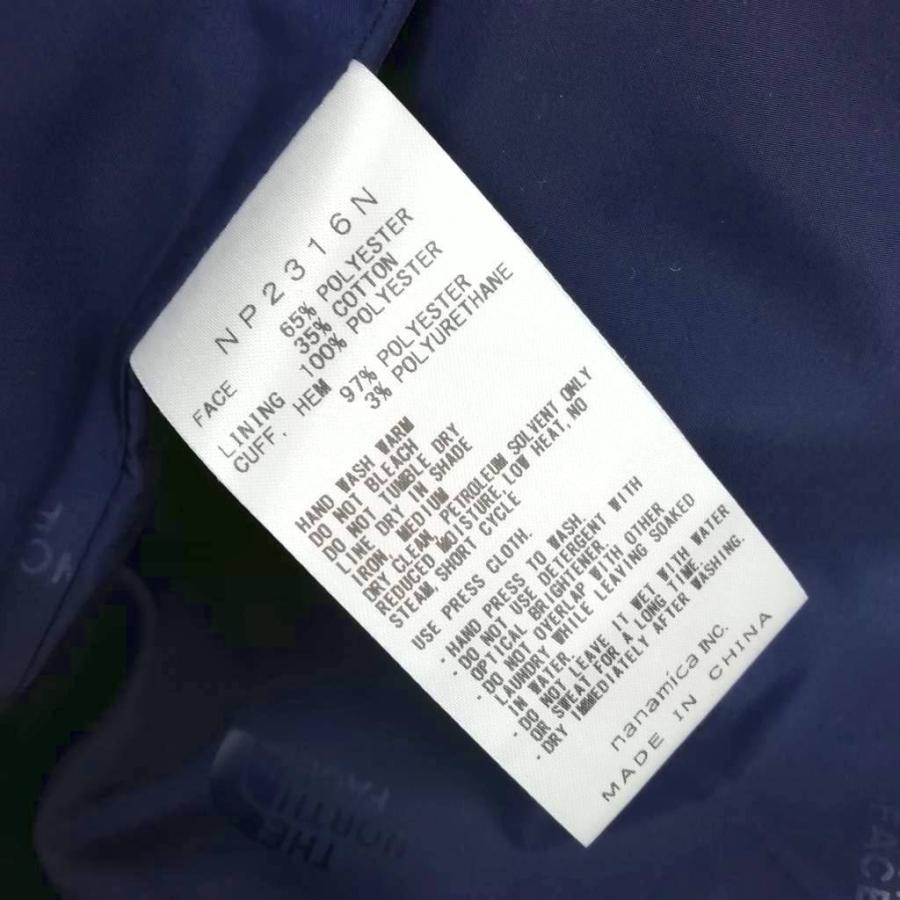 NP2316N
FACE 65% POLYESTER
35% COTTON
LINING 100% POLYESTER
CUFF, HEM 97% POLYESTER
3% POLYURETHANE
HAND WASH WARM
DO NOT BLEACH
DO NOT TUMBLE DRY
LINE DRY IN SHADE
IRON, MEDIUM
DRY CLEAN, PETROLEUM SOLVENT ONLY
REDUCED MOISTURE, LOW HEAT, NO
STEAM, SHORT CYCLE
USE PRESS CLOTH.
・HAND PRESS TO WASH.
・DO NOT USE DETERGENT WITH
OPTICAL BRIGHTENER.
・DO NOT OVERLAP WITH OTHER
LAUNDRY WHILE LEAVING SOAKED
IN WATER.
・DO NOT LEAVE IT WET WITH WATER
OR SWEAT FOR A LONG TIME.
・DRY IMMEDIATELY AFTER WASHING.
nanamica INC.
MADE IN CHINA
THE
NORTH
FACE